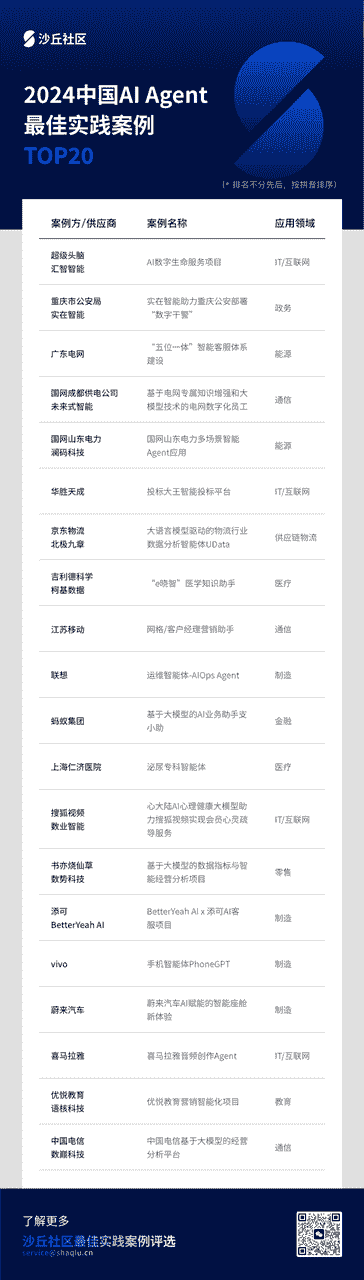 沙丘社区
2024中国AI Agent
最佳实践案例
TOP20
(* 排名不分先后，按拼音排序)
案例方/供应商 案例名称 应用领域
超级头脑
汇智智能
AI数字生命服务项目
IT/互联网
重庆市公安局
实在智能
实在智能助力重庆公安部署
“数字干警”
政务
广东电网
“五位一体”智能客服体系
建设
能源
国网成都供电公司
未来式智能
基于电网专属知识增强和大
模型技术的电网数字化员工
通信
国网山东电力
澜码科技
国网山东电力多场景智能
Agent应用
能源
华胜天成
投标大王智能投标平台
IT/互联网
京东物流
北极九章
大语言模型驱动的物流行业
数据分析智能体UData
供应链物流
吉利德科学
柯基数据
“e晓智”医学知识助手
医疗
江苏移动
网格/客户经理营销助手
通信
联想
运维智能体-AIOps Agent
制造
蚂蚁集团
基于大模型的AI业务助手支
小助
金融
上海仁济医院
泌尿专科智能体
医疗
搜狐视频
数业智能
心大陆AI心理健康大模型助
力搜狐视频实现会员心灵疏
导服务
IT/互联网
书亦烧仙草
数势科技
基于大模型的数据指标与智
能经营分析项目
零售
添可
BetterYeah AI
BetterYeah AI x 添可AI客
服项目
制造
vivo
手机智能体PhoneGPT
制造
蔚来汽车
蔚来汽车AI赋能的智能座舱
新体验
制造
喜马拉雅
喜马拉雅音频创作Agent
IT/互联网
优悦教育
语核科技
优悦教育营销智能化项目
教育
中国电信
数巅科技
中国电信基于大模型的经营
分析平台
通信
了解更多
沙丘社区最佳实践案例评选
service@shaqiu.cn